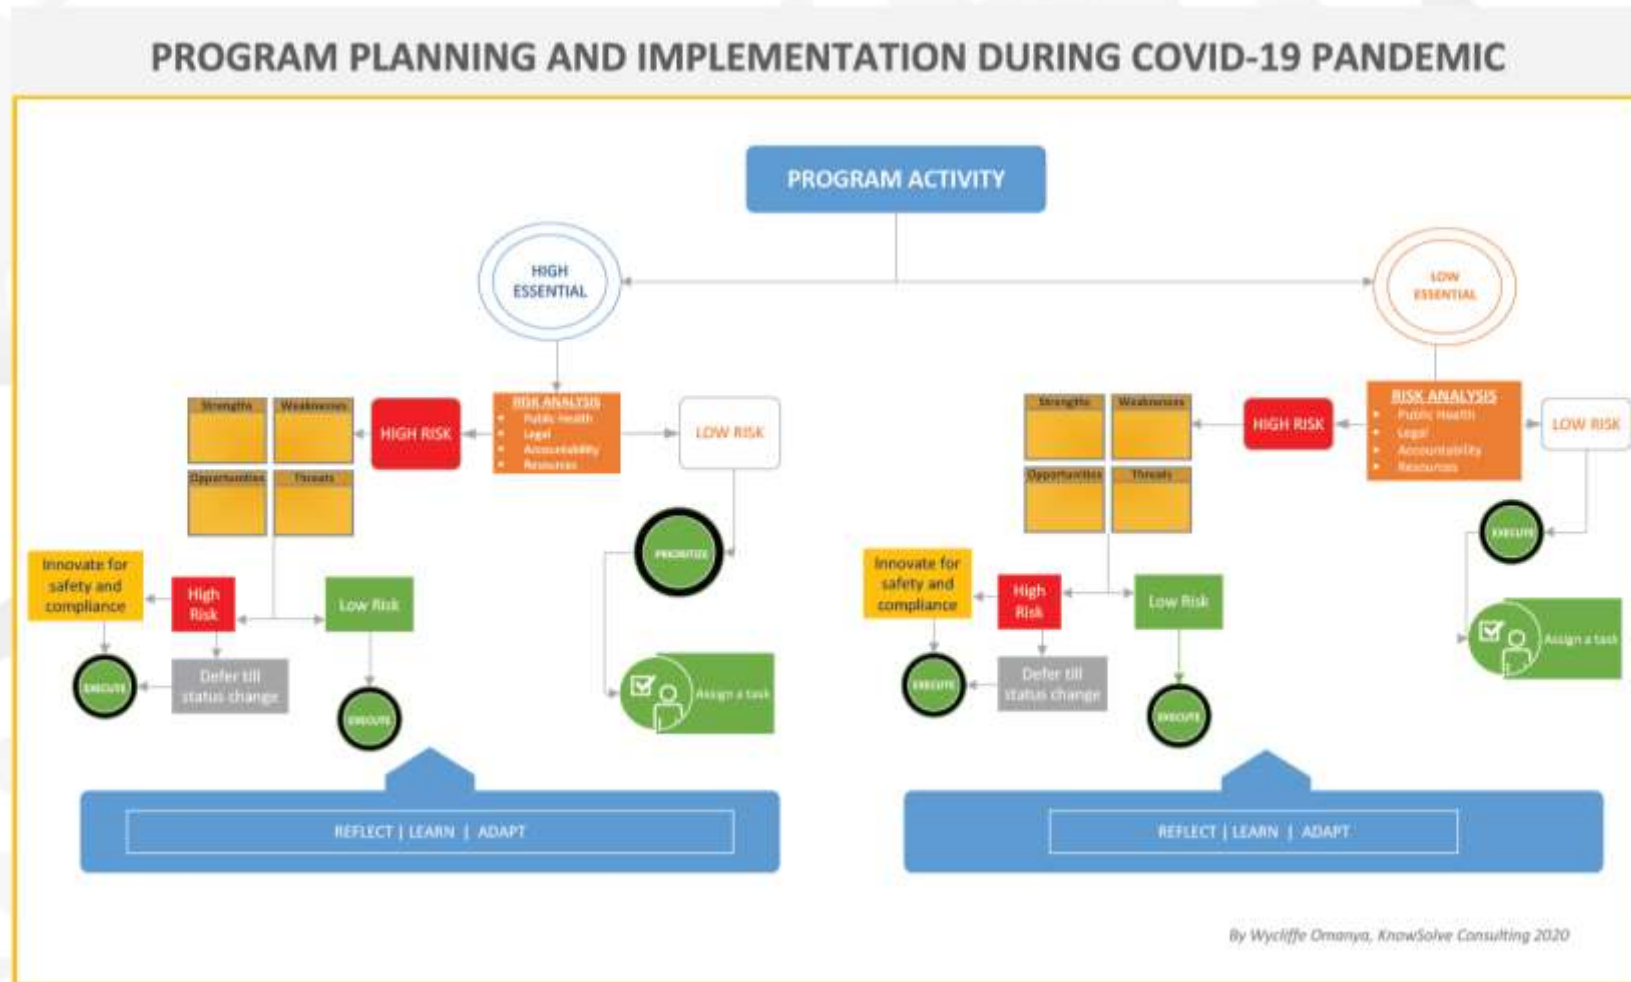 PROGRAM PLANNING AND IMPLEMENTATION DURING COVID-19 PANDEMIC
PROGRAM ACTIVITY
HIGH
ESSENTIAL
LOW
ESSENTIAL
Strengths
Weaknesses
Opportunities
Threats
HIGH RISK
RISK ANALYSIS
• Public Health
• Legal
• Accountability
• Resources
LOW RISK
PRIORITIZE
Assign a task
Innovate for
safety and
compliance
High
Risk
Low Risk
Defer till
status change
EXECUTE
EXECUTE
REFLECT | LEARN | ADAPT
Strengths
Weaknesses
Opportunities
Threats
HIGH RISK
RISK ANALYSIS
• Public Health
• Legal
• Accountability
• Resources
LOW RISK
EXECUTE
Assign a task
Innovate for
safety and
compliance
High
Risk
Low Risk
Defer till
status change
EXECUTE
EXECUTE
REFLECT | LEARN | ADAPT
By Wycliffe Omanya, KnowSolve Consulting 2020